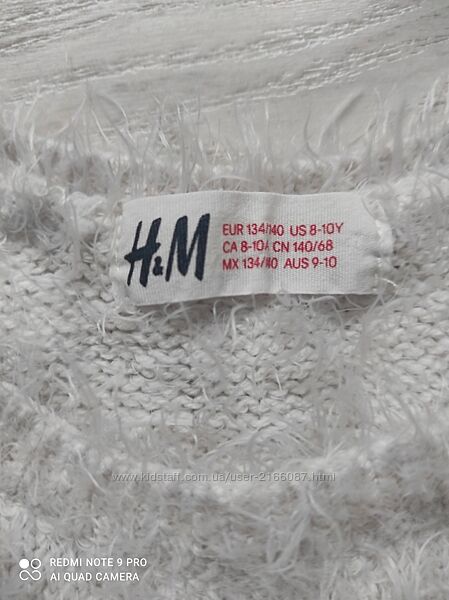 H&M
EUR 134/140 US 8-10Y
CA 8-10A CN 140/68
MX 134/140 AUS 9-10
www.kidstaff.com.ua/user-2166087.html
REDMI NOTE 9 PRO
AI QUAD CAMERA